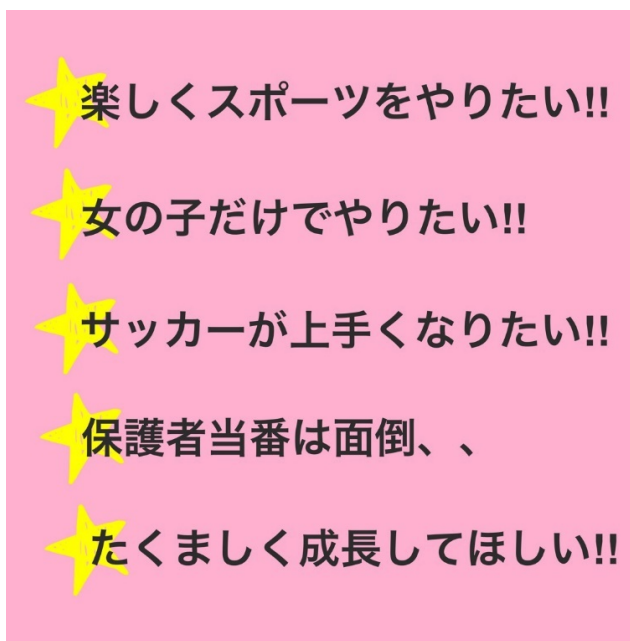 楽しくスポーツをやりたい!!
女の子だけでやりたい!!
サッカーが上手くなりたい!!
保護者当番は面倒、、
たくましく成長してほしい!!